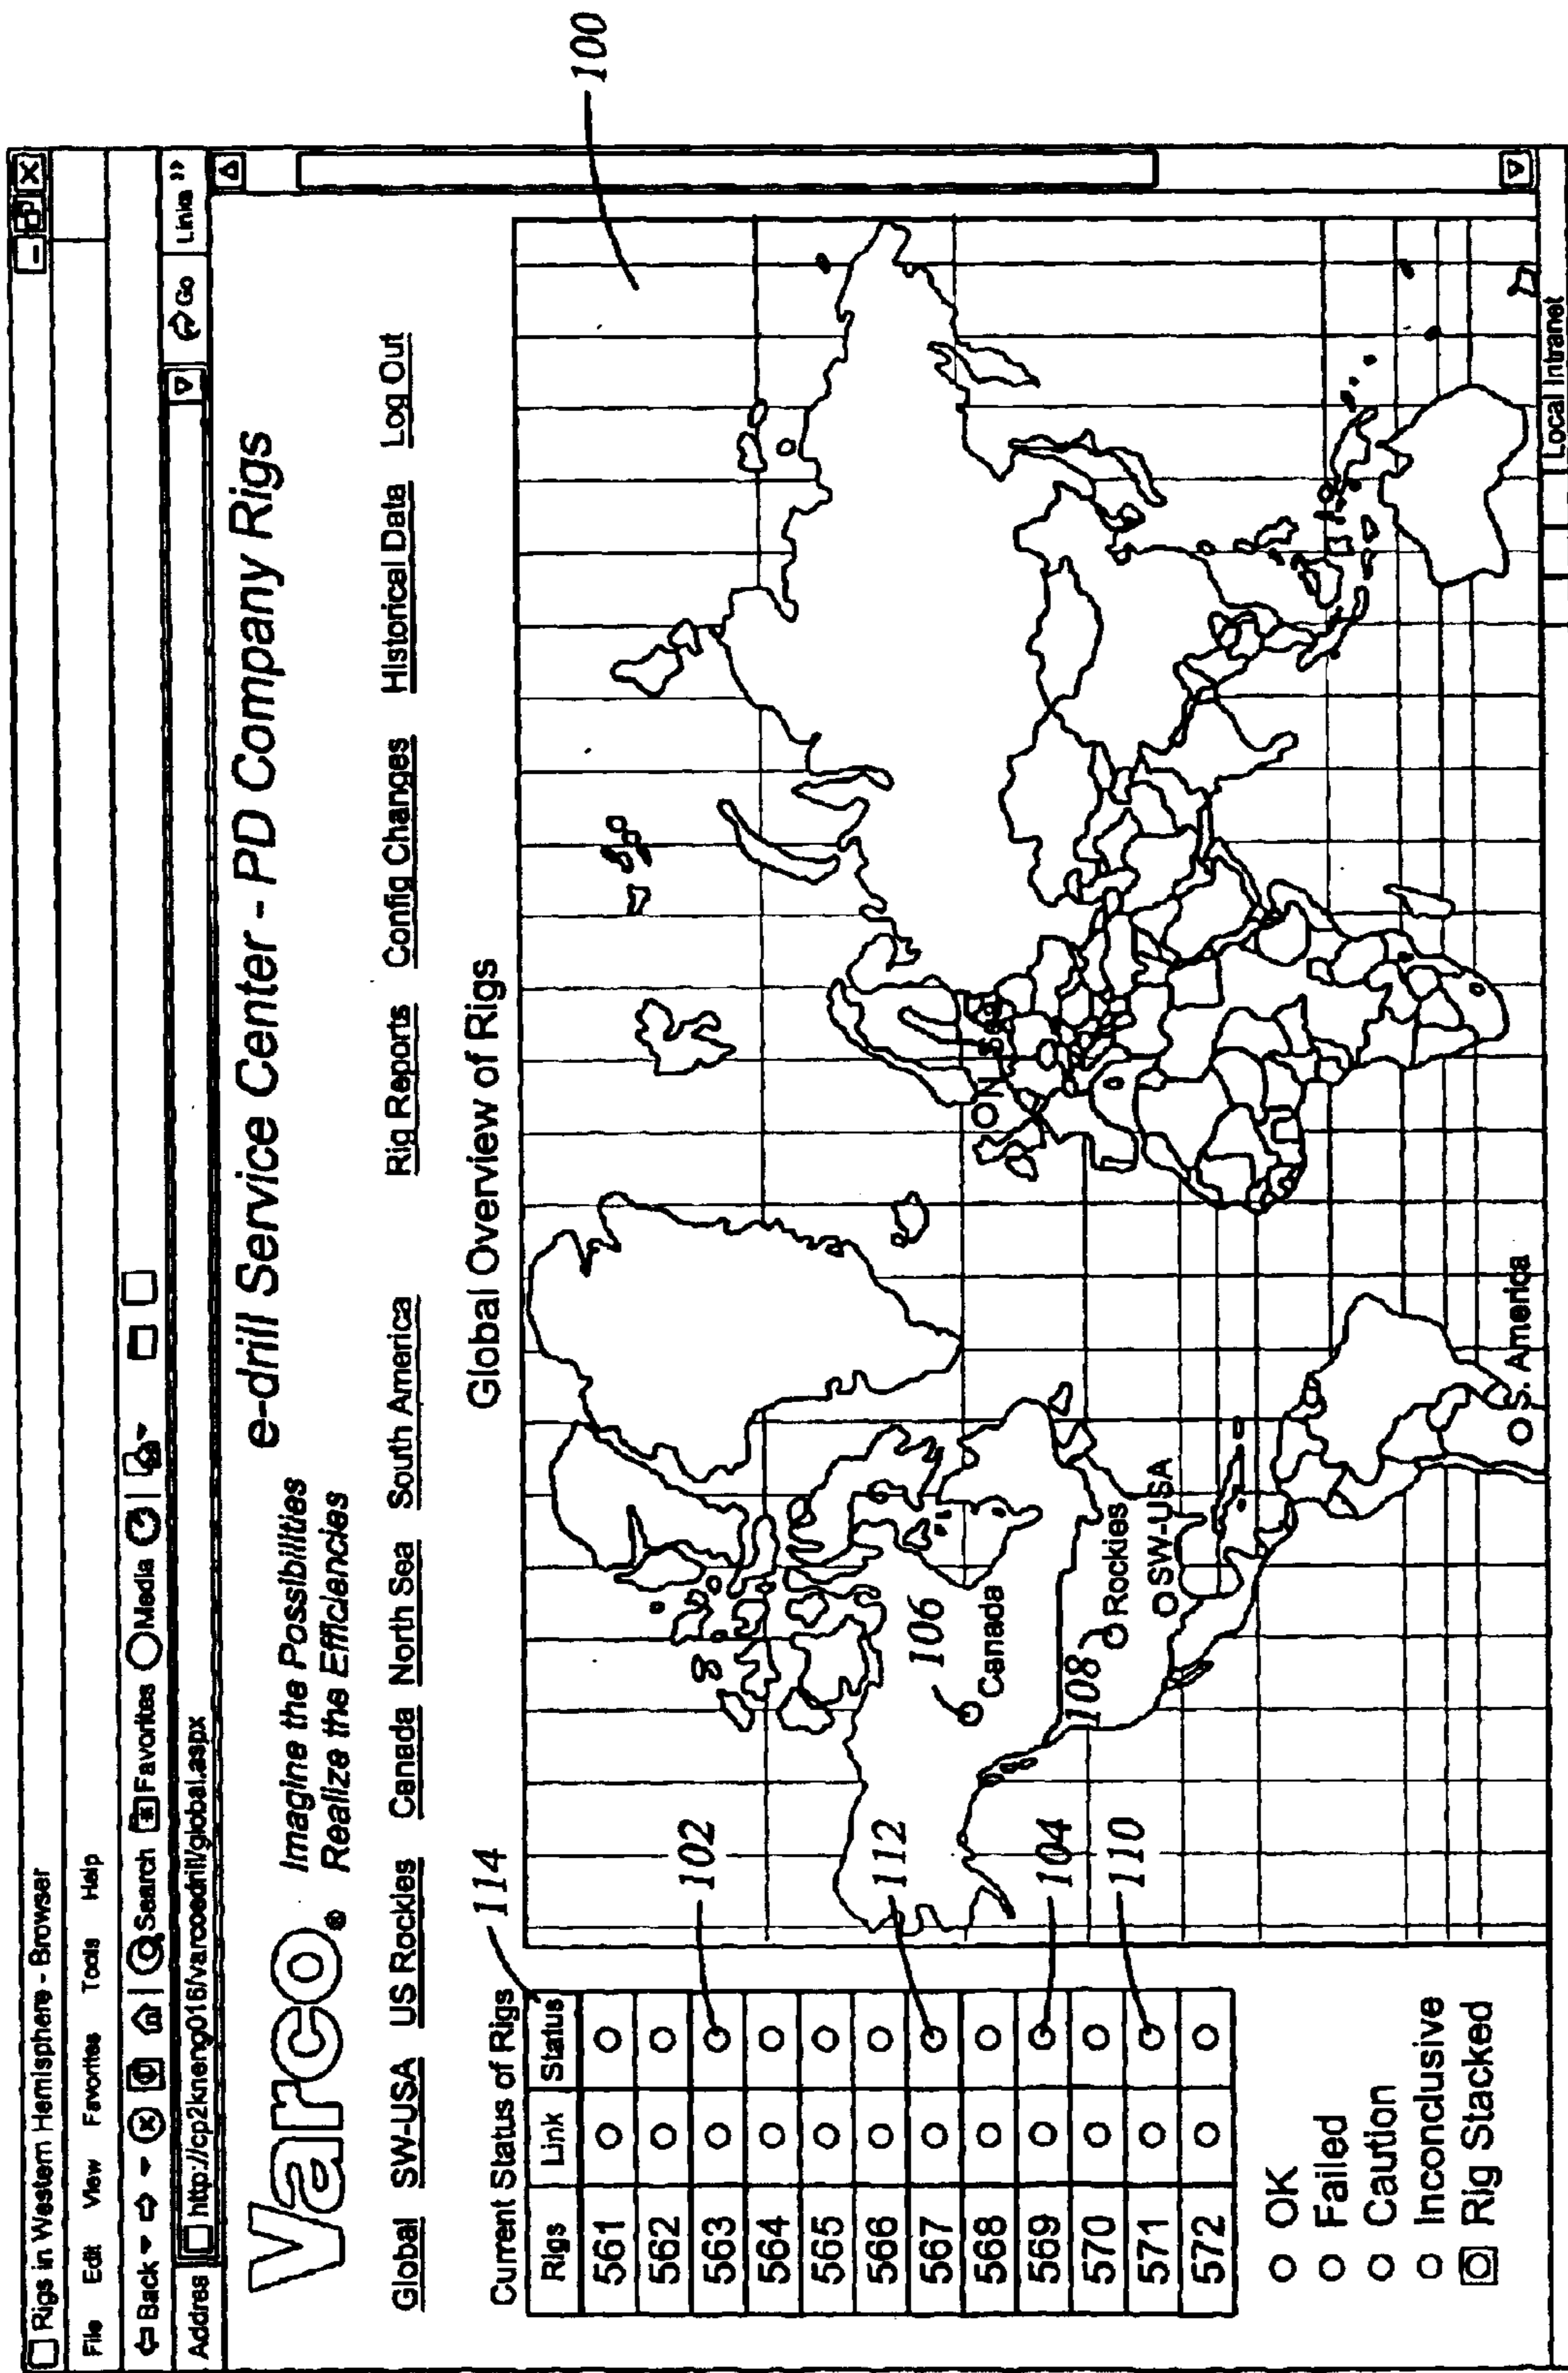 Rigs in Western Hemisphere - Browser
File Edit View Favorites Tools Help
Back Search Favorites Media
Addres http://cp2kneng016/varcoedrill/global.aspx Go Links >>
Varco® Imagine the Possibilities
Realize the Efficiencies
e-drill Service Center - PD Company Rigs
Global SW-USA US Rockies Canada North Sea South America Rig Reports Config Changes Historical Data Log Out
Current Status of Rigs
114
Global Overview of Rigs
100
Rigs Link Status
561
562
563
564
565
566
567
568
569
570
571
572
102
112
104
110
106
Canada
108
Rockies
SW-USA
N. Sea
S. America
OK
Failed
Caution
Inconclusive
Rig Stacked
Local Intranet